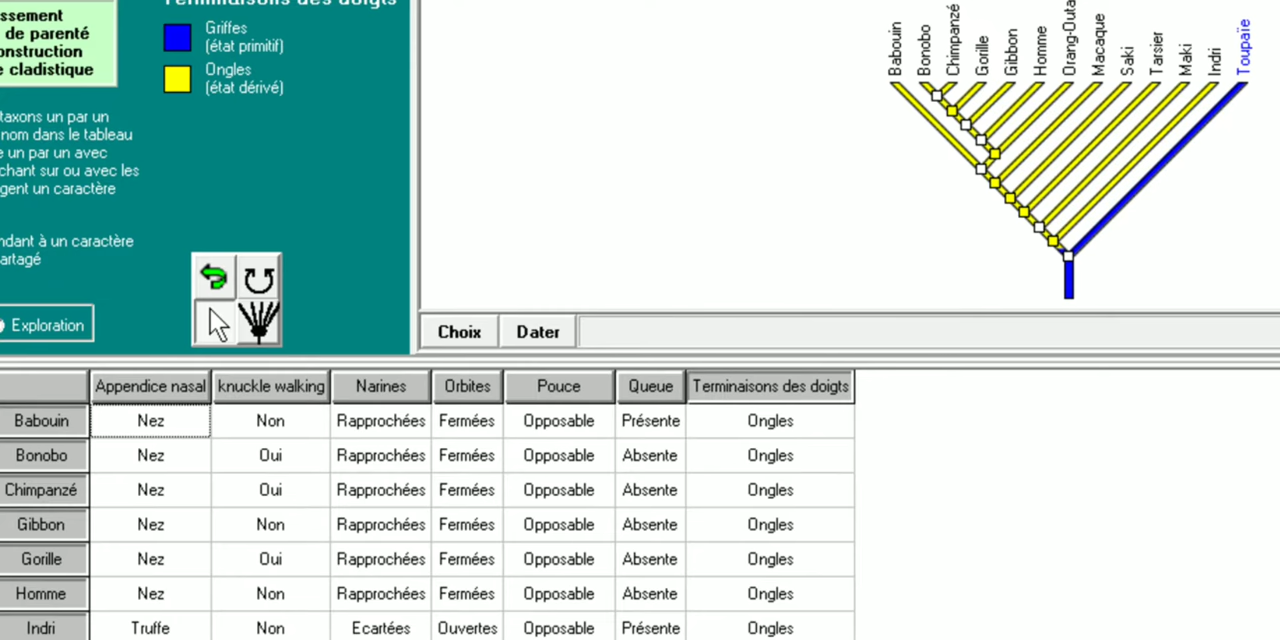 ssement
de parenté
onstruction
e cladistique
Terminaisons des doigts
Griffes
(état primitif)
Ongles
(état dérivé)
taxons un par un
nom dans le tableau
e un par un avec
chant sur ou avec les
gent un caractère
ndant à un caractère
artagé
Exploration
Babouin
Bonobo
Chimpanzé
Gorille
Gibbon
Homme
Orang-Outa
Macaque
Saki
Tarsier
Maki
Indri
Toupaïe
Choix Dater
Appendice nasal knuckle walking Narines Orbites Pouce Queue Terminaisons des doigts
Babouin Nez Non Rapprochées Fermées Opposable Présente Ongles
Bonobo Nez Oui Rapprochées Fermées Opposable Absente Ongles
Chimpanzé Nez Oui Rapprochées Fermées Opposable Absente Ongles
Gibbon Nez Non Rapprochées Fermées Opposable Absente Ongles
Gorille Nez Oui Rapprochées Fermées Opposable Absente Ongles
Homme Nez Non Rapprochées Fermées Opposable Absente Ongles
Indri Truffe Non Ecartées Ouvertes Opposable Présente Ongles